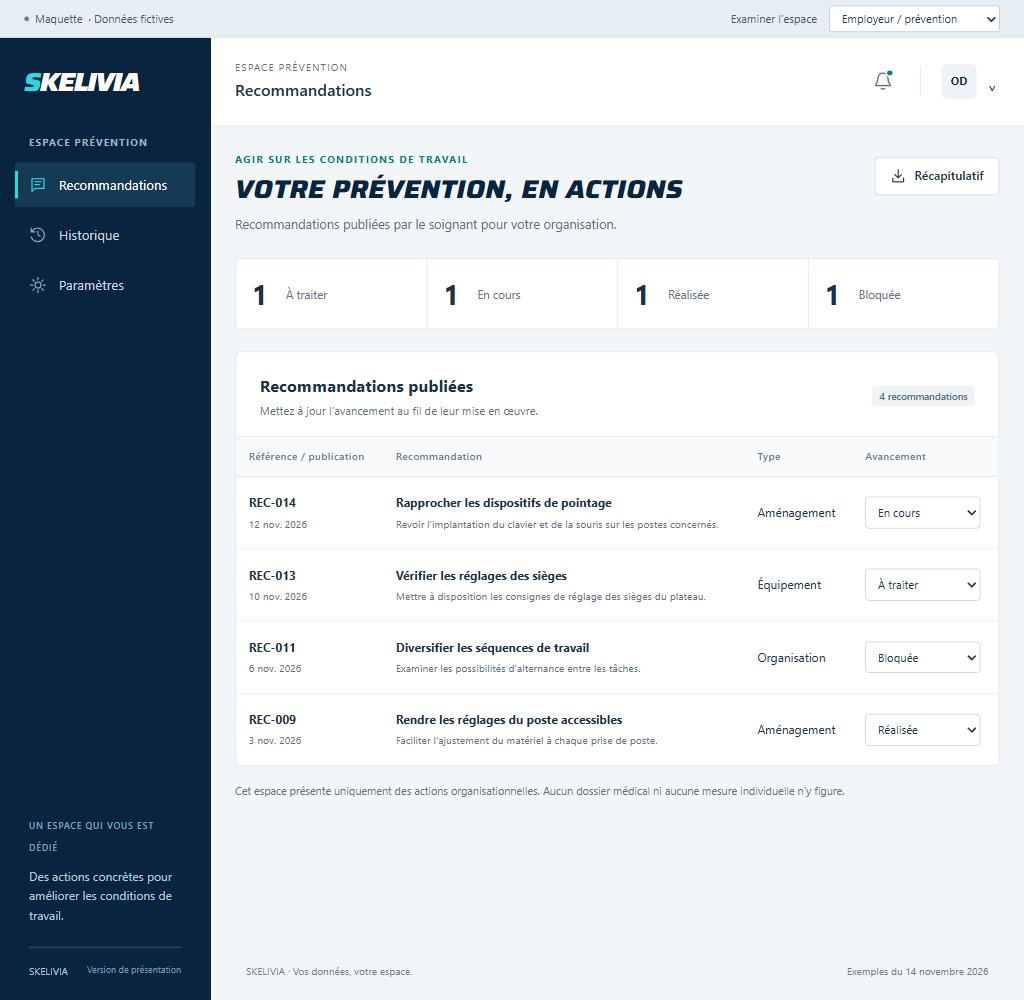 Maquette · Données fictives
Examiner l'espace
Employeur / prévention
SKELIVIA
ESPACE PRÉVENTION
Recommandations
Historique
Paramètres
UN ESPACE QUI VOUS EST
DÉDIÉ
Des actions concrètes pour
améliorer les conditions de
travail.
SKELIVIA
Version de présentation
ESPACE PRÉVENTION
Recommandations
OD
AGIR SUR LES CONDITIONS DE TRAVAIL
VOTRE PRÉVENTION, EN ACTIONS
Recommandations publiées par le soignant pour votre organisation.
Récapitulatif
1 À traiter
1 En cours
1 Réalisée
1 Bloquée
Recommandations publiées
Mettez à jour l'avancement au fil de leur mise en œuvre.
4 recommandations
Référence / publication Recommandation Type Avancement
REC-014
12 nov. 2026
Rapprocher les dispositifs de pointage
Revoir l'implantation du clavier et de la souris sur les postes concernés.
Aménagement
En cours
REC-013
10 nov. 2026
Vérifier les réglages des sièges
Mettre à disposition les consignes de réglage des sièges du plateau.
Équipement
À traiter
REC-011
6 nov. 2026
Diversifier les séquences de travail
Examiner les possibilités d'alternance entre les tâches.
Organisation
Bloquée
REC-009
3 nov. 2026
Rendre les réglages du poste accessibles
Faciliter l'ajustement du matériel à chaque prise de poste.
Aménagement
Réalisée
Cet espace présente uniquement des actions organisationnelles. Aucun dossier médical ni aucune mesure individuelle n'y figure.
SKELIVIA · Vos données, votre espace.
Exemples du 14 novembre 2026